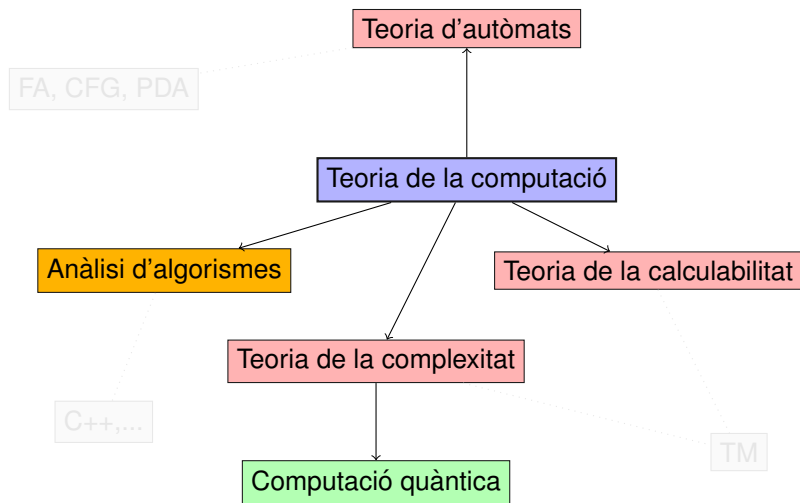 Teoria d'autòmats
FA, CFG, PDA
Teoria de la computació
Anàlisi d'algorismes
Teoria de la calculabilitat
Teoria de la complexitat
C++,...
TM
Computació quàntica